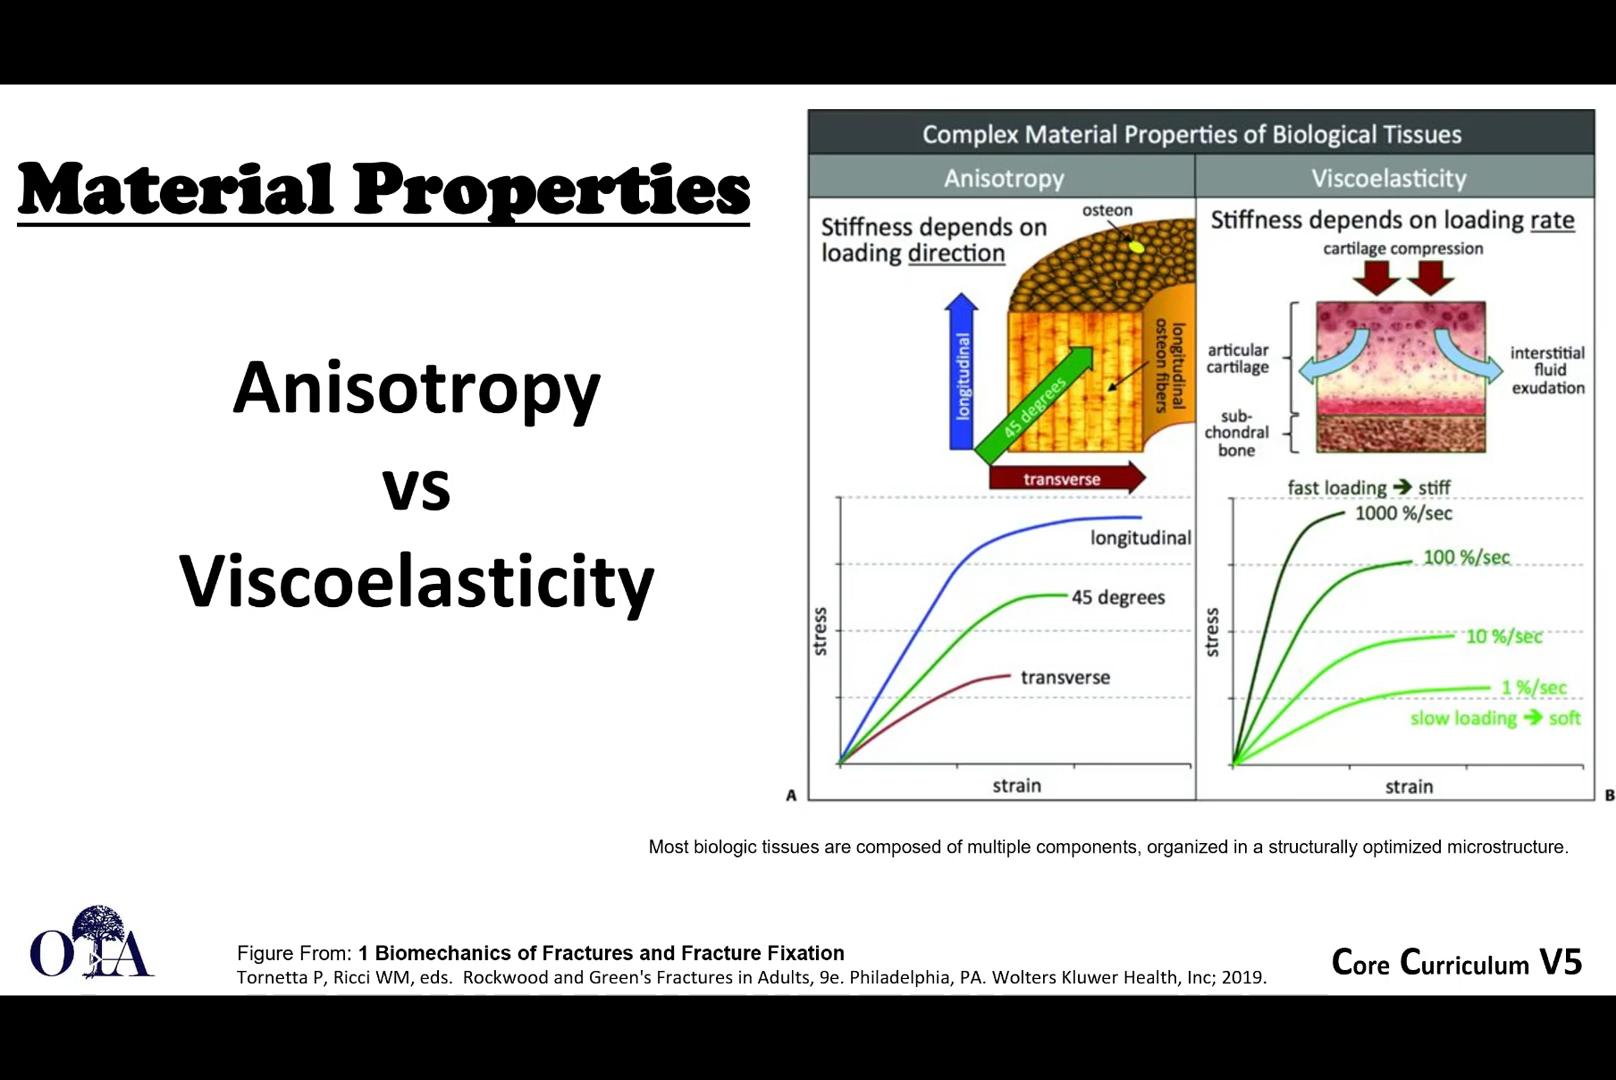 Material Properties
Anisotropy
vs
Viscoelasticity
Complex Material Properties of Biological Tissues
Anisotropy
Stiffness depends on
loading direction
osteon
longitudinal
45 degrees
transverse
longitudinal
osteon fibers
stress
longitudinal
45 degrees
transverse
strain
A
Viscoelasticity
Stiffness depends on loading rate
cartilage compression
articular
cartilage
interstitial
fluid
exudation
sub-
chondral
bone
fast loading ➔ stiff
1000 %/sec
100 %/sec
10 %/sec
1 %/sec
slow loading ➔ soft
stress
strain
B
Most biologic tissues are composed of multiple components, organized in a structurally optimized microstructure.
OTA
Figure From: 1 Biomechanics of Fractures and Fracture Fixation
Tornetta P, Ricci WM, eds. Rockwood and Green's Fractures in Adults, 9e. Philadelphia, PA. Wolters Kluwer Health, Inc; 2019.
Core Curriculum V5